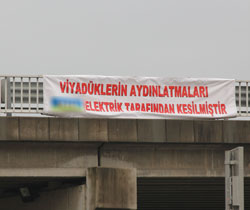 VİYADÜKLERİN AYDINLATMALARI
ELEKTRİK TARAFINDAN KESİLMİŞTİR